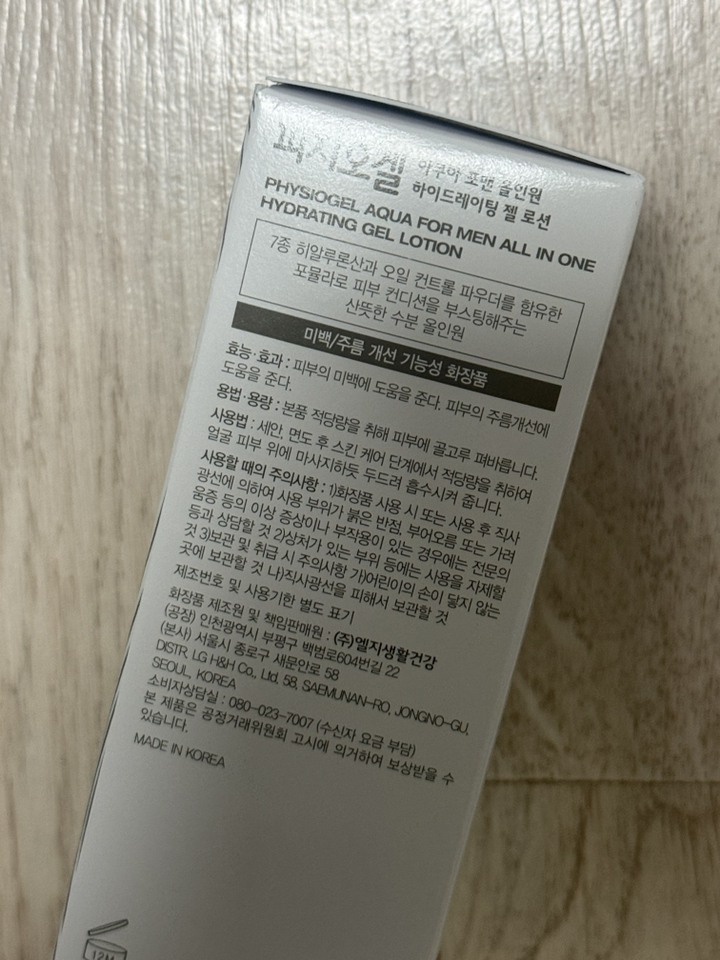 피지오겔 아쿠아 포맨 올인원
하이드레이팅 젤 로션
PHYSIOGEL AQUA FOR MEN ALL IN ONE
HYDRATING GEL LOTION
7종 히알루론산과 오일 컨트롤 파우더를 함유한
포뮬라로 피부 컨디션을 부스팅해주는
산뜻한 수분 올인원
미백/주름 개선 기능성 화장품
효능·효과 : 피부의 미백에 도움을 준다. 피부의 주름개선에
도움을 준다.
용법·용량 : 본품 적당량을 취해 피부에 골고루 펴바릅니다.
사용법 : 세안, 면도 후 스킨 케어 단계에서 적당량을 취하여
얼굴 피부 위에 마사지하듯 두드려 흡수시켜 줍니다.
사용할 때의 주의사항 : 1)화장품 사용 시 또는 사용 후 직사
광선에 의하여 사용 부위가 붉은 반점, 부어오름 또는 가려
움증 등의 이상 증상이나 부작용이 있는 경우에는 전문의
등과 상담할 것 2)상처가 있는 부위 등에는 사용을 자제할
것 3)보관 및 취급 시 주의사항 가)어린이의 손이 닿지 않는
곳에 보관할 것 나)직사광선을 피해서 보관할 것
제조번호 및 사용기한 별도 표기
화장품 제조원 및 책임판매원 : (주)엘지생활건강
(공장) 인천광역시 부평구 백범로604번길 22
(본사) 서울시 종로구 새문안로 58
DISTR. LG H&H Co., Ltd. 58, SAEMUNAN-RO, JONGNO-GU,
SEOUL, KOREA
소비자상담실 : 080-023-7007 (수신자 요금 부담)
본 제품은 공정거래위원회 고시에 의거하여 보상받을 수
있습니다.
MADE IN KOREA
12M